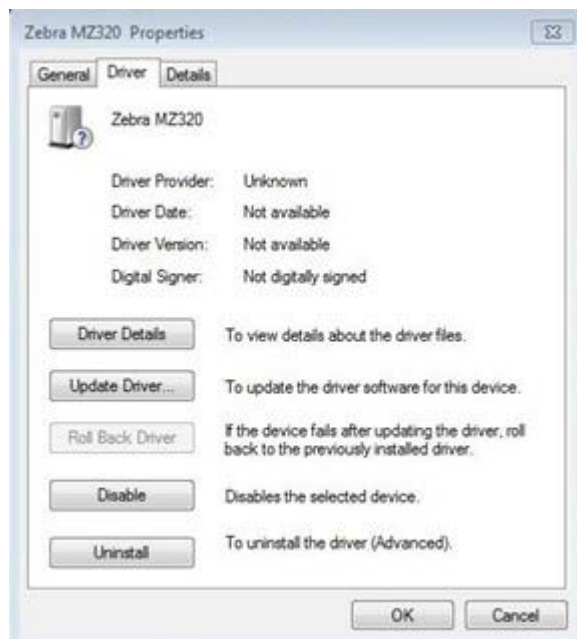 Zebra MZ320 Properties
General Driver Details
Zebra MZ320
Driver Provider: Unknown
Driver Date: Not available
Driver Version: Not available
Digital Signer: Not digitally signed
Driver Details To view details about the driver files.
Update Driver... To update the driver software for this device.
Roll Back Driver If the device fails after updating the driver, roll
back to the previously installed driver.
Disable Disables the selected device.
Uninstall To uninstall the driver (Advanced).
OK Cancel